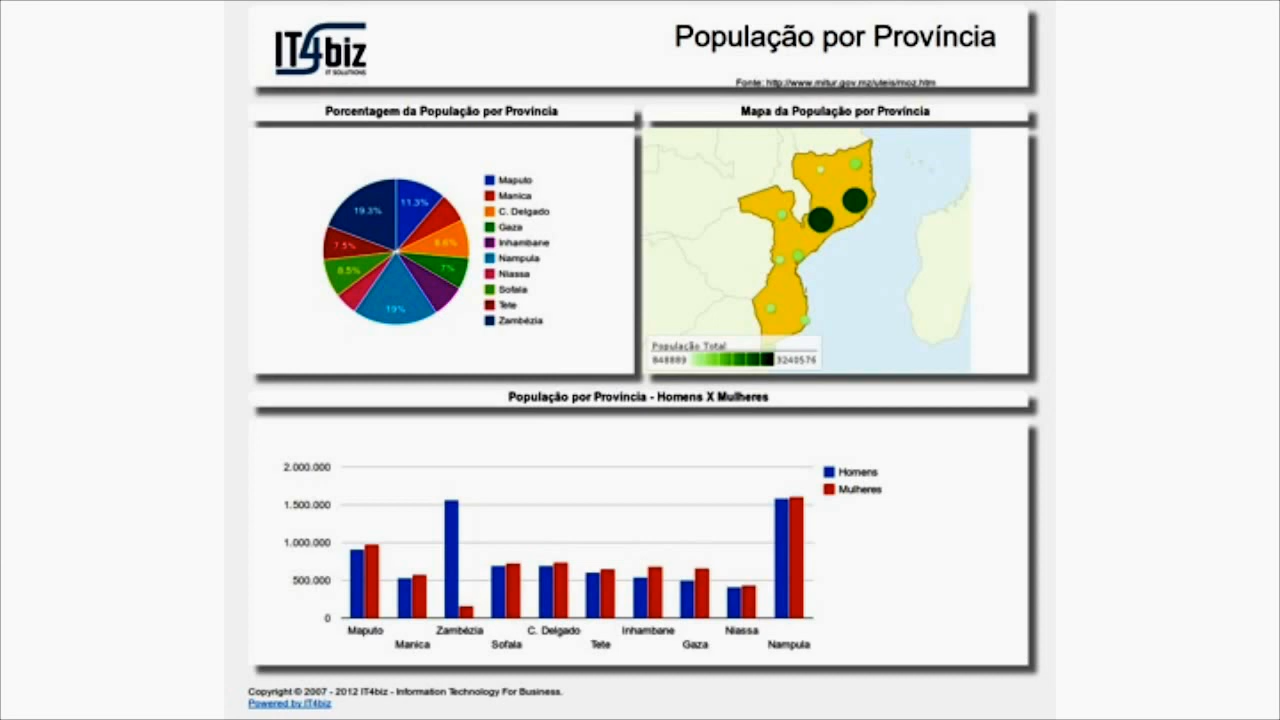 IT4biz
IT SOLUTIONS
População por Província
Fonte: http://www.mitur.gov.mz/uteis/moz.htm
Porcentagem da População por Província
Mapa da População por Província
11.3%
8.6%
7%
19%
8.5%
7.5%
19.3%
Maputo
Manica
C. Delgado
Gaza
Inhambane
Nampula
Niassa
Sofala
Tete
Zambézia
População Total
848889 3240576
População por Província - Homens X Mulheres
2.000.000
1.500.000
1.000.000
500.000
0
Maputo
Manica
Zambézia
Sofala
C. Delgado
Tete
Inhambane
Gaza
Niassa
Nampula
Homens
Mulheres
Copyright © 2007 - 2012 IT4biz - Information Technology For Business.
Powered by IT4biz